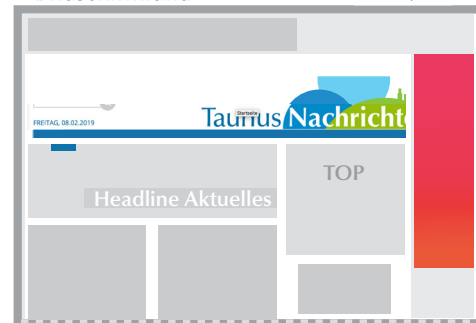 Startseite
FREITAG, 08.02.2019
Taunus Nachricht
TOP
Headline Aktuelles